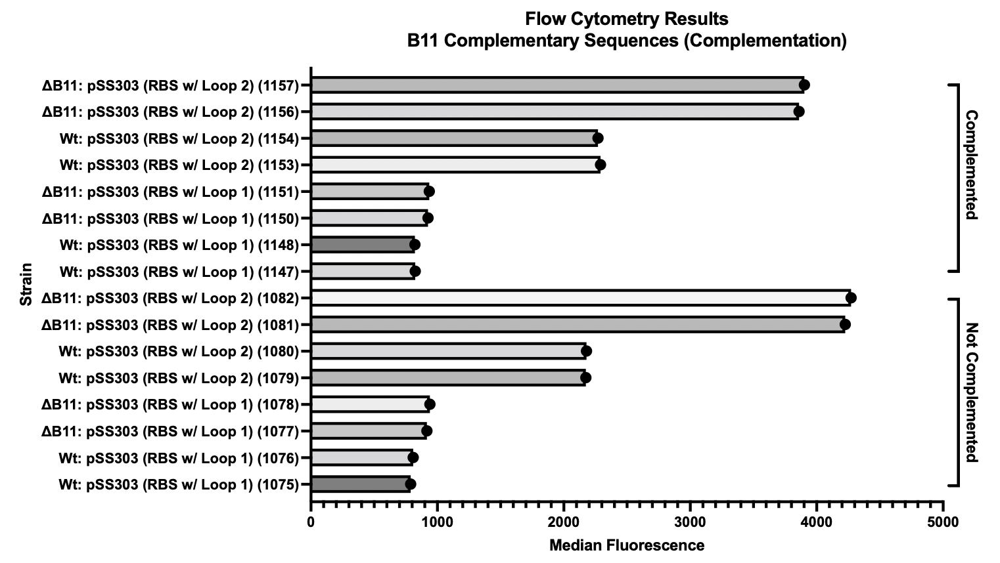 Flow Cytometry Results
B11 Complementary Sequences (Complementation)
ΔB11: pSS303 (RBS w/ Loop 2) (1157)
ΔB11: pSS303 (RBS w/ Loop 2) (1156)
Wt: pSS303 (RBS w/ Loop 2) (1154)
Wt: pSS303 (RBS w/ Loop 2) (1153)
ΔB11: pSS303 (RBS w/ Loop 1) (1151)
ΔB11: pSS303 (RBS w/ Loop 1) (1150)
Wt: pSS303 (RBS w/ Loop 1) (1148)
Wt: pSS303 (RBS w/ Loop 1) (1147)
ΔB11: pSS303 (RBS w/ Loop 2) (1082)
ΔB11: pSS303 (RBS w/ Loop 2) (1081)
Wt: pSS303 (RBS w/ Loop 2) (1080)
Wt: pSS303 (RBS w/ Loop 2) (1079)
ΔB11: pSS303 (RBS w/ Loop 1) (1078)
ΔB11: pSS303 (RBS w/ Loop 1) (1077)
Wt: pSS303 (RBS w/ Loop 1) (1076)
Wt: pSS303 (RBS w/ Loop 1) (1075)
Strain
Complemented
Not Complemented
0 1000 2000 3000 4000 5000
Median Fluorescence